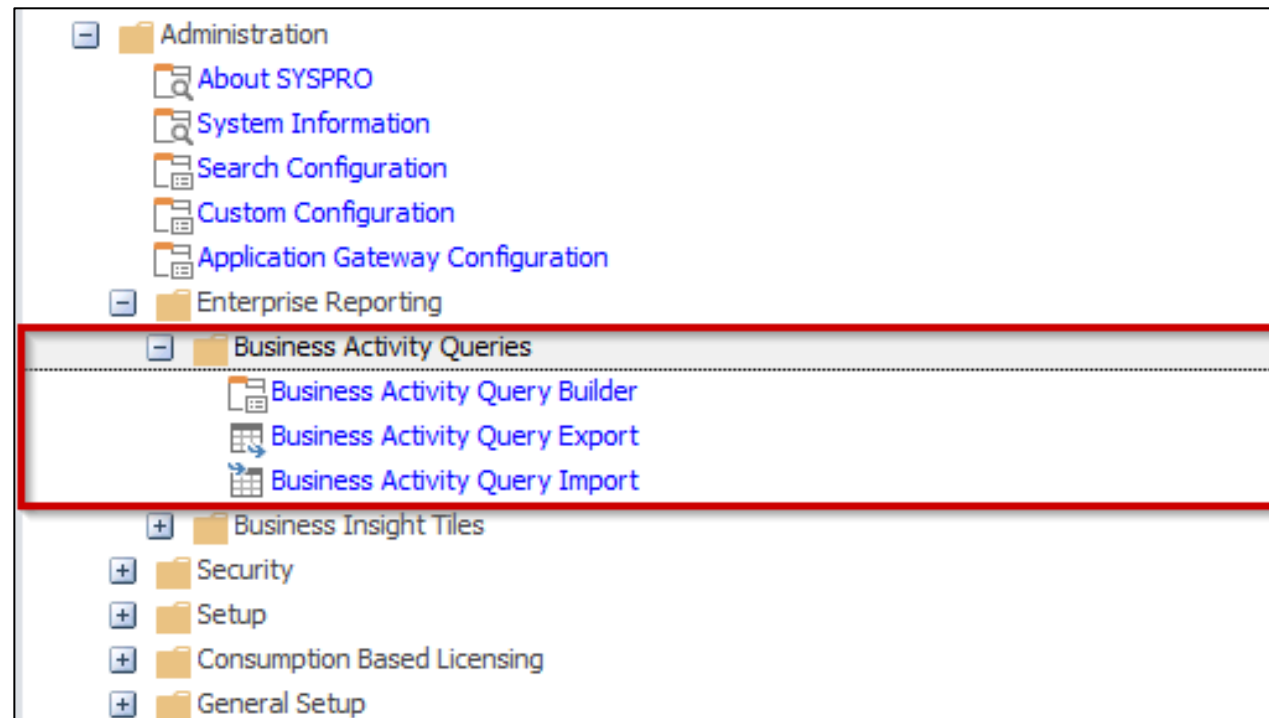 Administration
About SYSPRO
System Information
Search Configuration
Custom Configuration
Application Gateway Configuration
Enterprise Reporting
Business Activity Queries
Business Activity Query Builder
Business Activity Query Export
Business Activity Query Import
Business Insight Tiles
Security
Setup
Consumption Based Licensing
General Setup